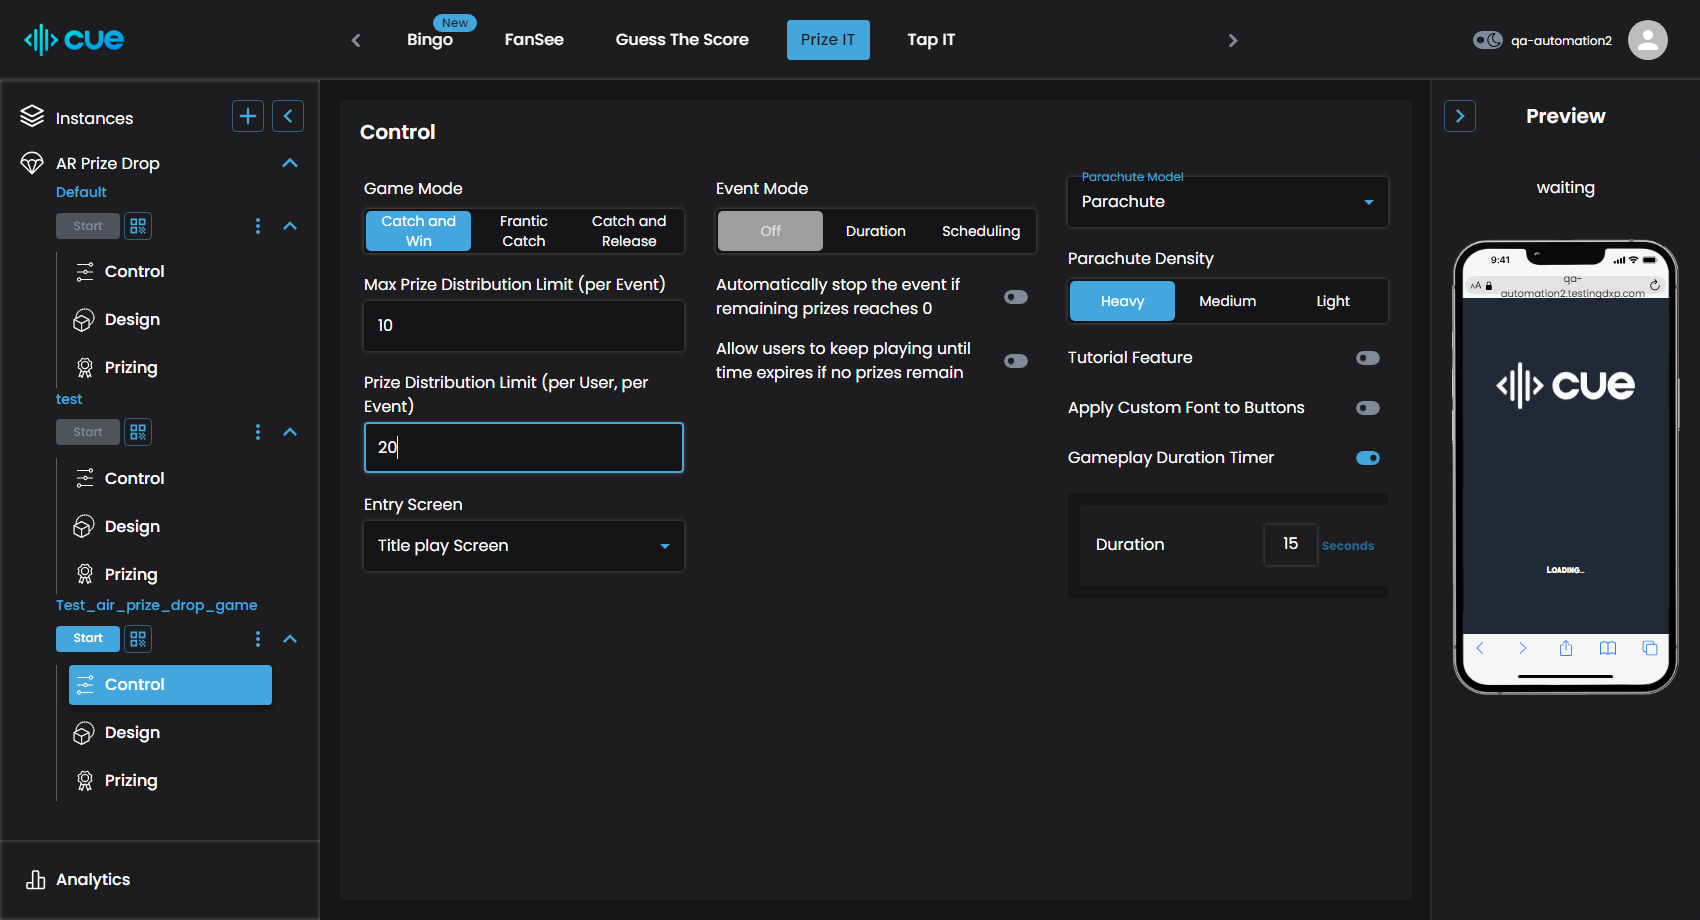 cue
New
Bingo
FanSee
Guess The Score
Prize IT
Tap IT
qa-automation2
Instances
AR Prize Drop
Default
Start
Control
Design
Prizing
test
Start
Control
Design
Prizing
Test_air_prize_drop_game
Start
Control
Design
Prizing
Analytics
Control
Game Mode
Catch and
Win
Frantic
Catch
Catch and
Release
Max Prize Distribution Limit (per Event)
10
Prize Distribution Limit (per User, per
Event)
20
Entry Screen
Title play Screen
Event Mode
Off
Duration
Scheduling
Automatically stop the event if
remaining prizes reaches 0
Allow users to keep playing until
time expires if no prizes remain
Parachute Model
Parachute
Parachute Density
Heavy
Medium
Light
Tutorial Feature
Apply Custom Font to Buttons
Gameplay Duration Timer
Duration
15
Seconds
Preview
waiting
9:41
AA
qa-
automation2.testingdxp.com
cue
LOADING...